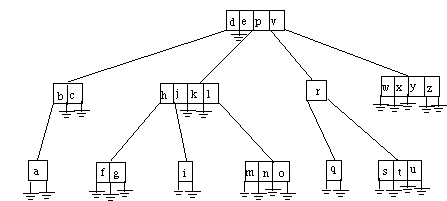 d e p v
b c
h j k l
r
w x y z
a
f g
i
m n o
q
s t u